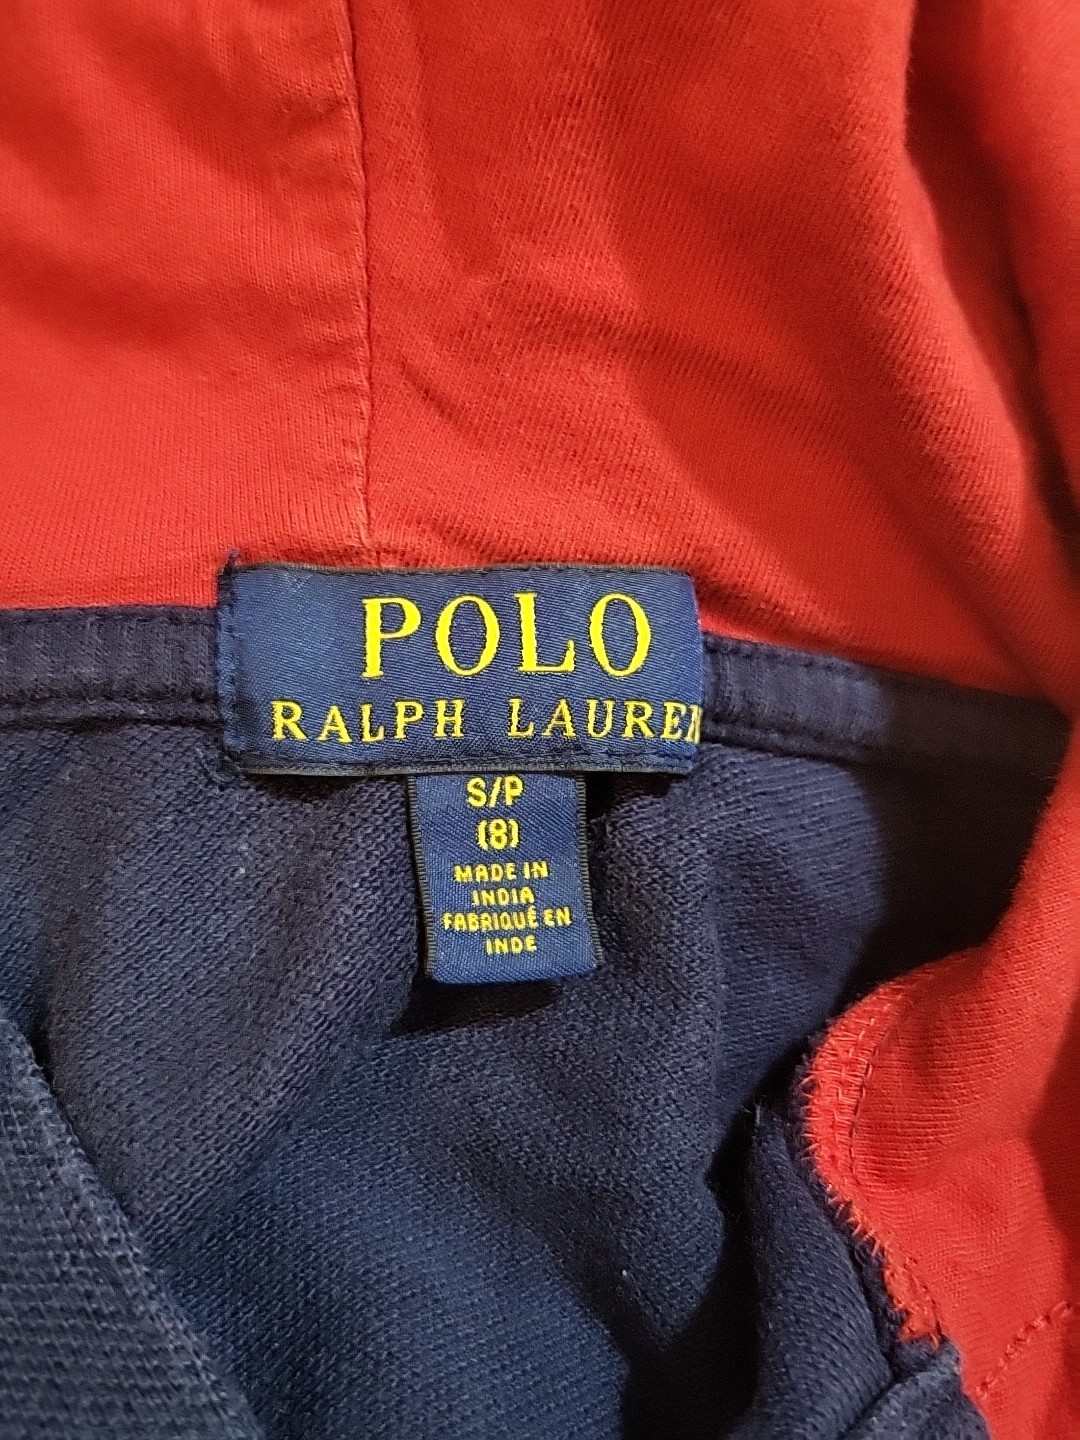 POLO
RALPH LAUREN
S/P
(8)
MADE IN
INDIA
FABRIQUÉ EN
INDE